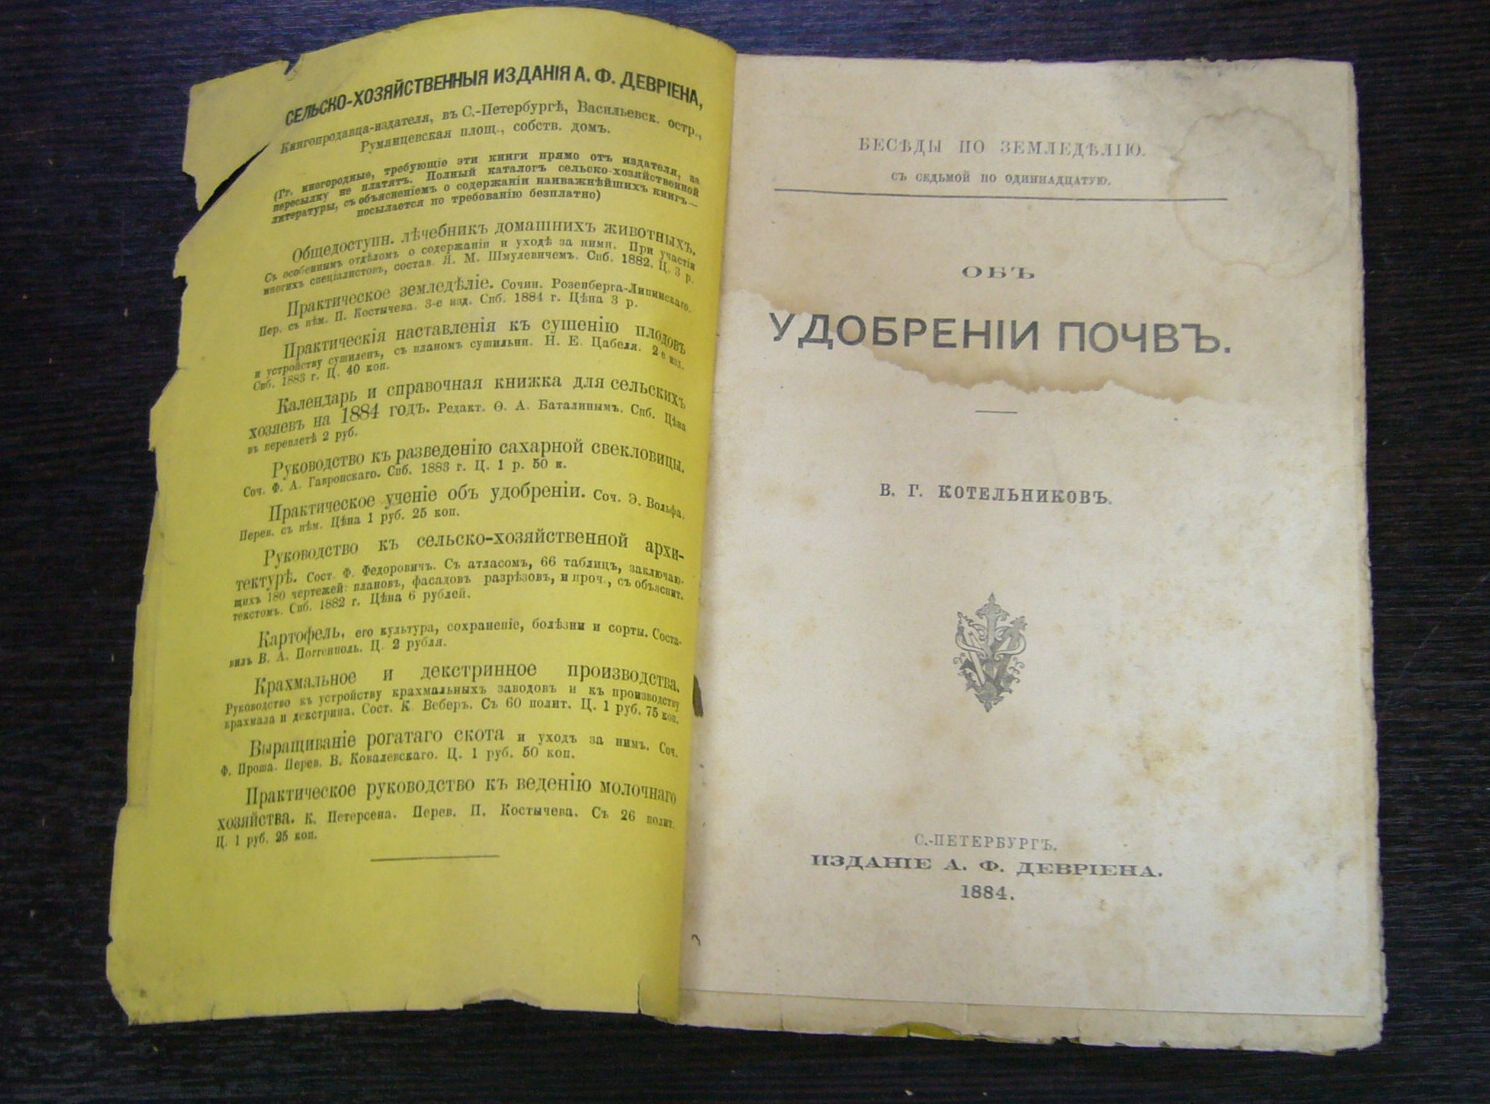 СЕЛЬСКО-ХОЗЯЙСТВЕННЫЯ ИЗДАНІЯ А. Ф. ДЕВРІЕНА,
Книгопродавца-издателя, въ С.-Петербургѣ, Васильевск. остр.,
Румянцевская площ., собств. домъ.
(Гг. иногородные, требующіе эти книги прямо отъ издателя, за
пересылку не платятъ. Полный каталогъ сельско-хозяйственной
литературы, съ объясненіемъ о содержаніи наиважнѣйшихъ книгъ—
посылается по требованію безплатно)
Общедоступн. лѣчебникъ домашнихъ животныхъ.
Съ особеннымъ отдѣломъ о содержаніи и уходѣ за ними. При участіи
многихъ спеціалистовъ, состав. Я. М. Шмулевичемъ. Спб. 1882. Ц. 3 р.
Практическое земледѣліе. Сочин. Розенберга-Липинскаго.
Пер. съ нѣм. П. Костычева. 3-е изд. Спб. 1884 г. Цѣна 3 р.
Практическія наставленія къ сушенію плодовъ
и устройству сушиленъ, съ планомъ сушильни. Н. Е. Цабеля. 2 е изд.
Спб. 1883 г. Ц. 40 коп.
Календарь и справочная книжка для сельскихъ
хозяевъ на 1884 годъ. Редакт. Ѳ. А. Баталинымъ. Спб. Цѣна
въ переплетѣ 2 руб.
Руководство къ разведенію сахарной свекловицы.
Соч. Ф. А. Гавронскаго. Спб. 1883 г. Ц. 1 р. 50 к.
Практическое ученіе объ удобреніи. Соч. Э. Вольфа.
Перев. съ нѣм. Цѣна 1 руб. 25 коп.
Руководство къ сельско-хозяйственной архи-
тектурѣ. Сост. Ф. Федоровичъ. Съ атласомъ, 66 таблицъ, заключаю-
щихъ 180 чертежей: плановъ, фасадовъ разрѣзовъ, и проч., съ объяснит.
текстомъ. Спб. 1882 г. Цѣна 6 рублей.
Картофель, его культура, сохраненіе, болѣзни и сорты. Соста-
вилъ В. А. Поггенполь. Ц. 2 рубля.
Крахмальное и декстринное производства.
Руководство къ устройству крахмальныхъ заводовъ и къ производству
крахмала и декстрина. Сост. К. Веберъ. Съ 60 полит. Ц. 1 руб. 75 коп.
Выращиваніе рогатаго скота и уходъ за нимъ. Соч.
Ф. Проша. Перев. В. Ковалевскаго. Ц. 1 руб. 50 коп.
Практическое руководство къ веденію молочнаго
хозяйства. К. Петерсена. Перев. П. Костычева. Съ 26 полит.
Ц. 1 руб. 25 коп.
БЕСѢДЫ ПО ЗЕМЛЕДѢЛІЮ.
СЪ СЕДЬМОЙ ПО ОДИННАДЦАТУЮ.
ОБЪ
УДОБРЕНІИ ПОЧВЪ.
В. Г. КОТЕЛЬНИКОВЪ.
С.-ПЕТЕРБУРГЪ.
ИЗДАНІЕ А. Ф. ДЕВРІЕНА.
1884.